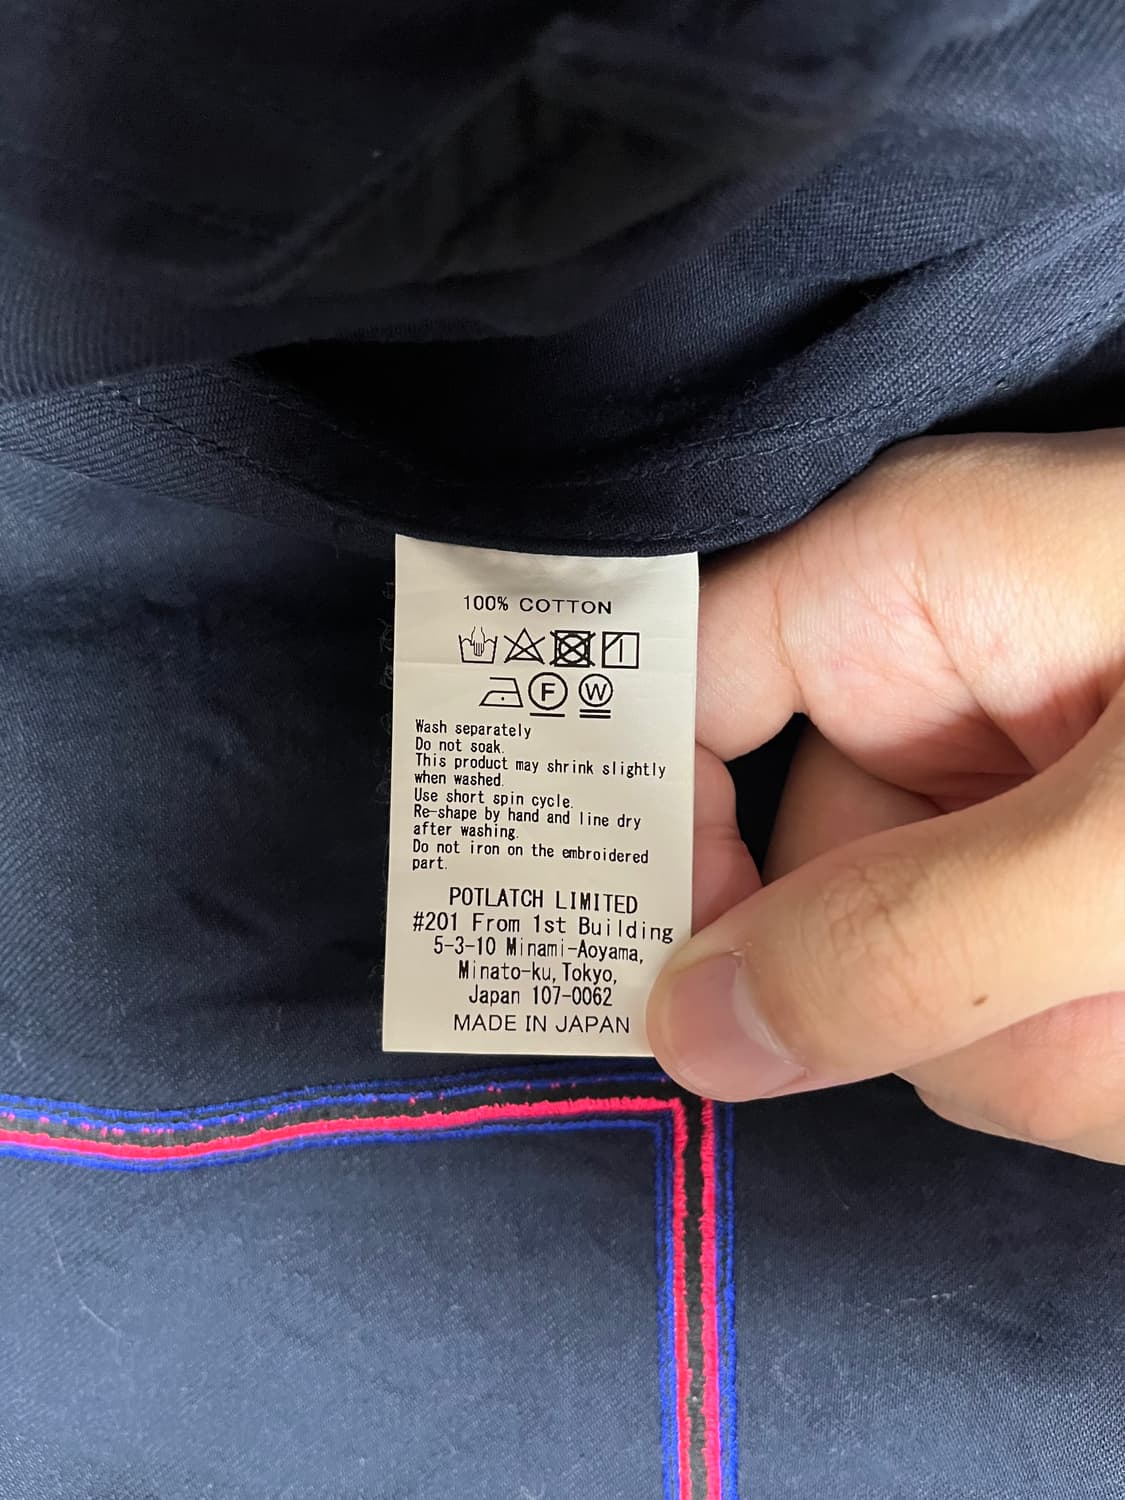 100% COTTON
F W
Wash separately
Do not soak.
This product may shrink slightly
when washed.
Use short spin cycle.
Re-shape by hand and line dry
after washing.
Do not iron on the embroidered
part.
POTLATCH LIMITED
#201 From 1st Building
5-3-10 Minami-Aoyama,
Minato-ku, Tokyo,
Japan 107-0062
MADE IN JAPAN